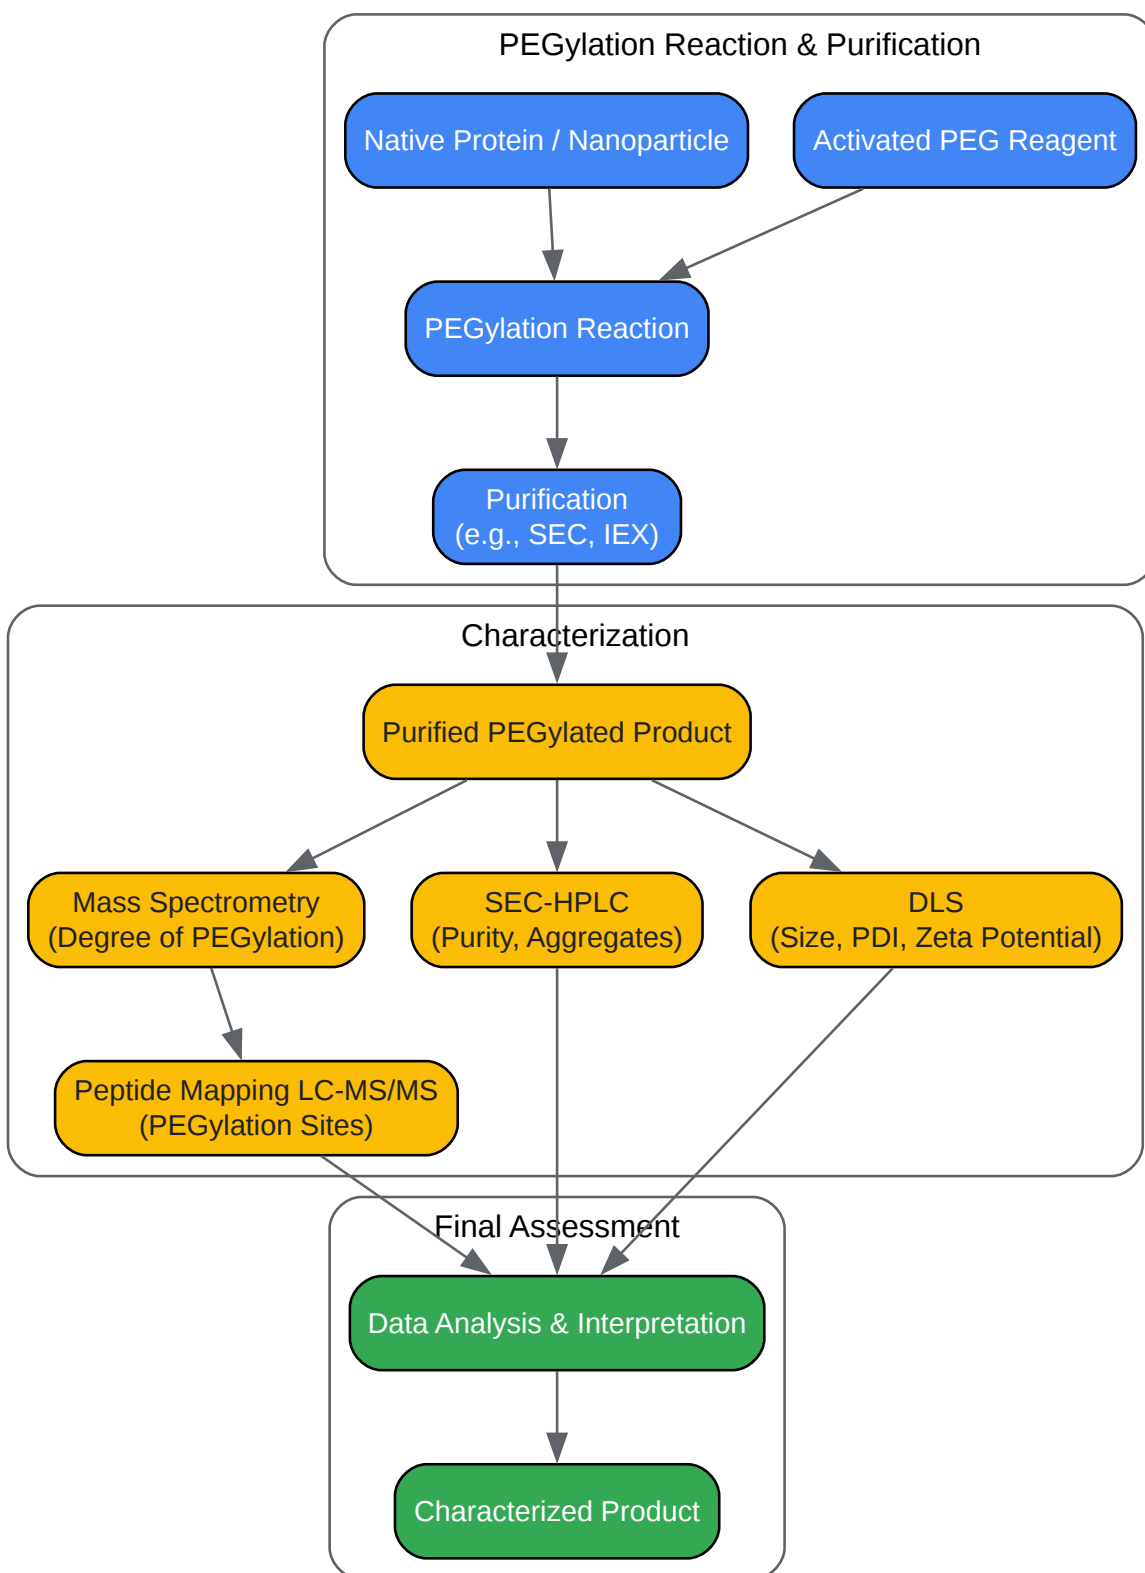 PEGylation Reaction & Purification
Native Protein / Nanoparticle
Activated PEG Reagent
PEGylation Reaction
Purification
(e.g., SEC, IEX)
Characterization
Purified PEGylated Product
Mass Spectrometry
(Degree of PEGylation)
SEC-HPLC
(Purity, Aggregates)
DLS
(Size, PDI, Zeta Potential)
Peptide Mapping LC-MS/MS
(PEGylation Sites)
Final Assessment
Data Analysis & Interpretation
Characterized Product